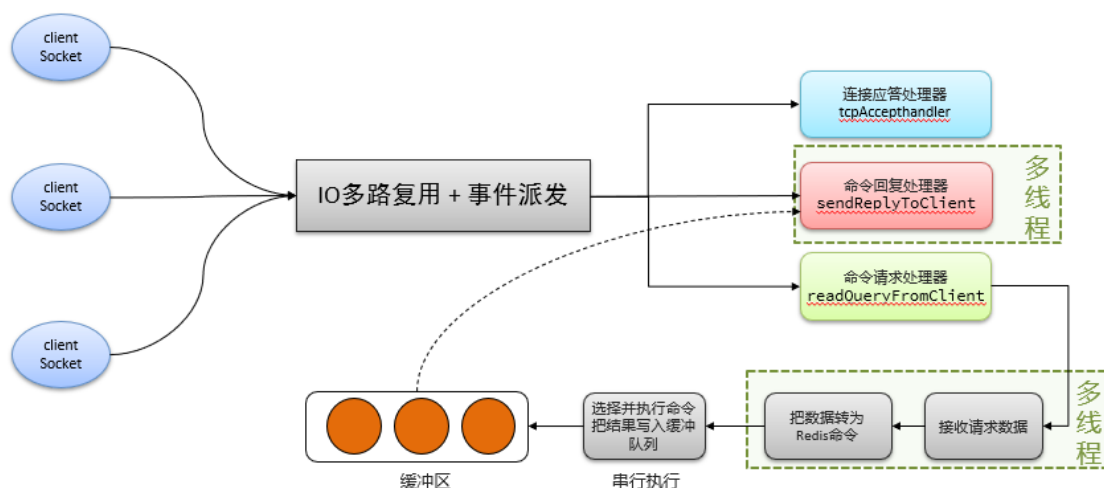 client
Socket
client
Socket
client
Socket
IO多路复用 + 事件派发
连接应答处理器
tcpAccepthandler
命令回复处理器
sendReplyToClient
多线程
命令请求处理器
readQueryFromClient
多线程
接收请求数据
把数据转为
Redis命令
选择并执行命令
把结果写入缓冲
队列
串行执行
缓冲区